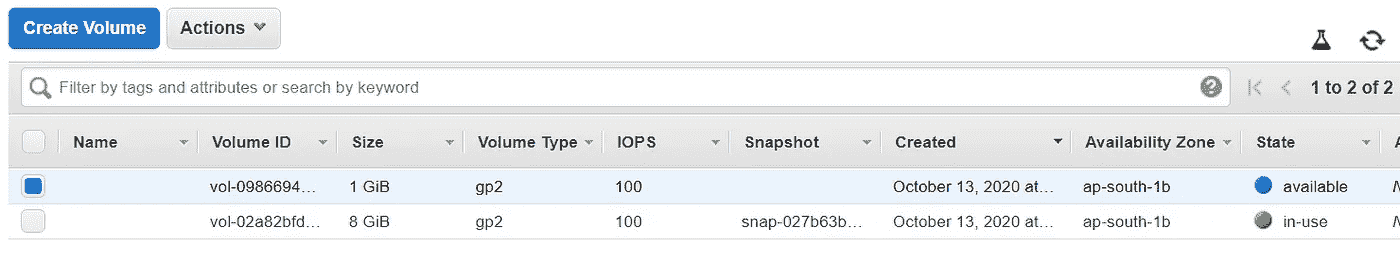 Create Volume Actions
Filter by tags and attributes or search by keyword 1 to 2 of 2
Name Volume ID Size Volume Type IOPS Snapshot Created Availability Zone State
vol-0986694... 1 GiB gp2 100 October 13, 2020 at... ap-south-1b available
vol-02a82bfd... 8 GiB gp2 100 snap-027b63b... October 13, 2020 at... ap-south-1b in-use